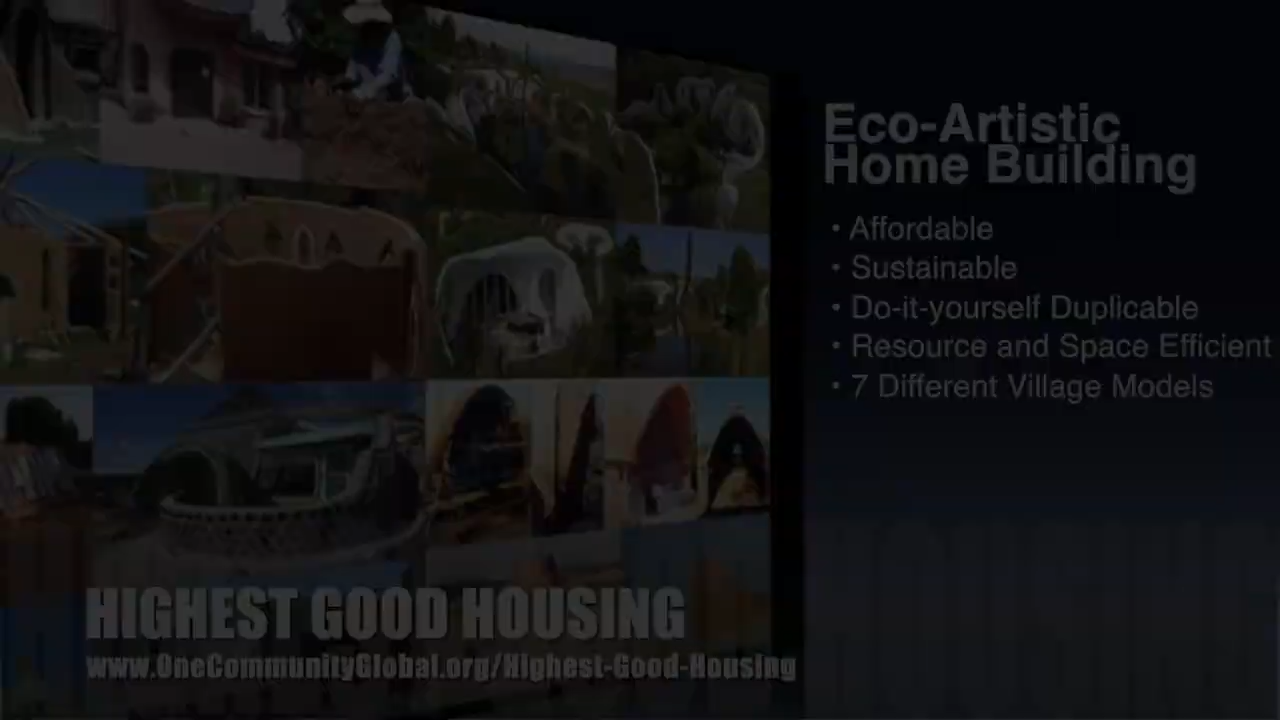 Eco-Artistic
Home Building
• Affordable
• Sustainable
• Do-it-yourself Duplicable
• Resource and Space Efficient
• 7 Different Village Models
HIGHEST GOOD HOUSING
www.OneCommunityGlobal.org/Highest-Good-Housing